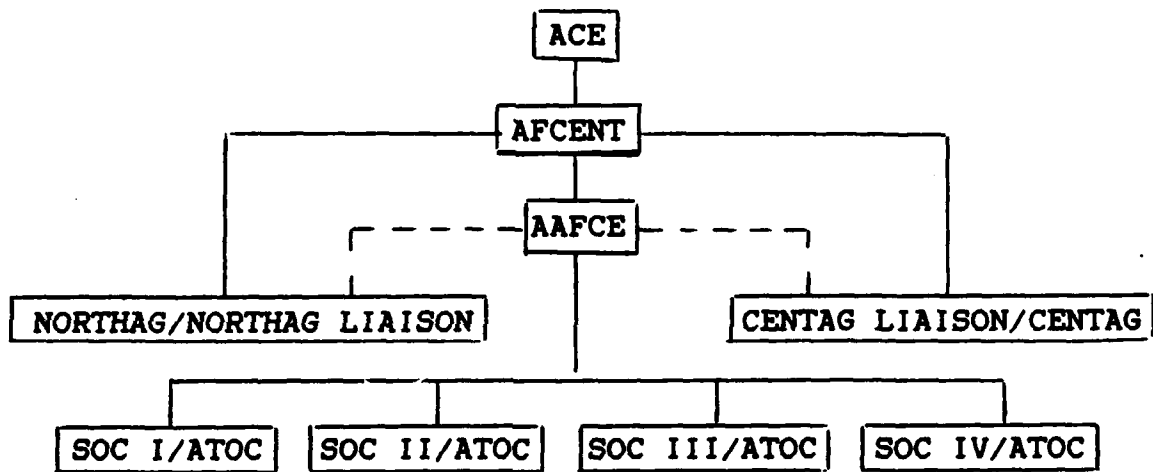 ACE
AFCENT
AAFCE
NORTHAG/NORTHAG LIAISON
CENTAG LIAISON/CENTAG
SOC I/ATOC
SOC II/ATOC
SOC III/ATOC
SOC IV/ATOC